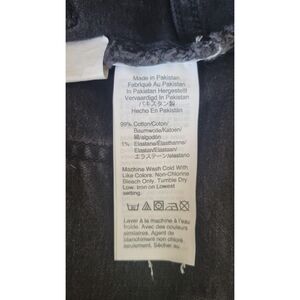 Made in Pakistan
Fabriqué Au Pakistan
In Pakistan Hergestellt
Vervaardigd In Pakistan
パキスタン製
Hecho En Pakistán
99% Cotton/Coton/
Baumwolle/Katoen/
綿/algodón
1% Elastane/Elasthanne/
Elastan/Elastaan/
エラステーン/elastano
Machine Wash Cold With
Like Colors. Non-Chlorine
Bleach Only. Tumble Dry
Low. Iron on Lowest
setting.
Laver à la machine à l'eau
froide. Avec des couleurs
similaires. Agent de
blanchiment non chloré
seulement. Sécher au